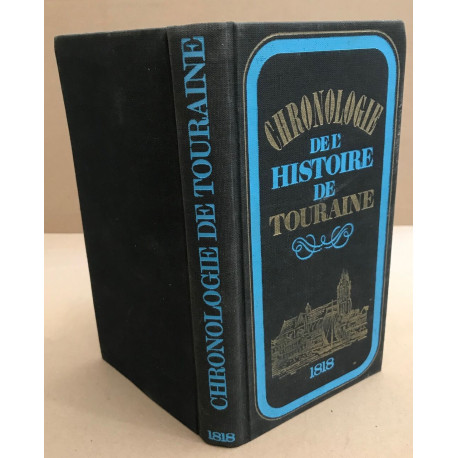 CHRONOLOGIE DE TOURAINE
1818
CHRONOLOGIE
DE L'
HISTOIRE
DE
TOURAINE
1818